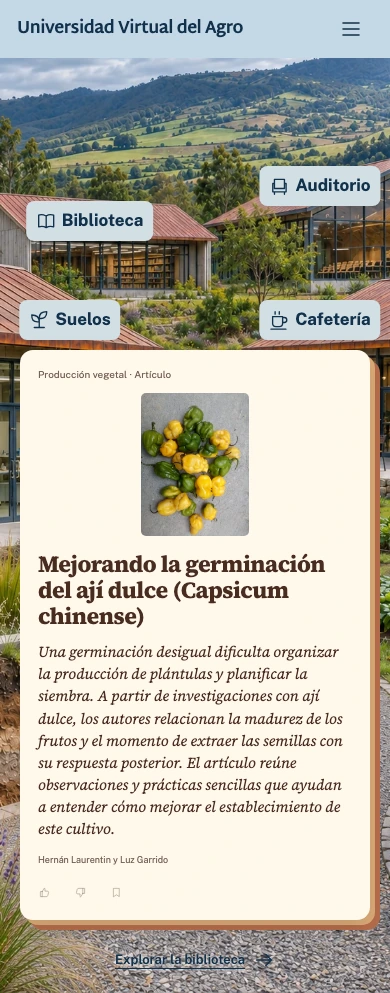 Universidad Virtual del Agro
Auditorio
Biblioteca
Suelos
Cafetería
Producción vegetal · Artículo
Mejorando la germinación
del ají dulce (Capsicum
chinense)
Una germinación desigual dificulta organizar
la producción de plántulas y planificar la
siembra. A partir de investigaciones con ají
dulce, los autores relacionan la madurez de los
frutos y el momento de extraer las semillas con
su respuesta posterior. El artículo reúne
observaciones y prácticas sencillas que ayudan
a entender cómo mejorar el establecimiento de
este cultivo.
Hernán Laurentin y Luz Garrido
Explorar la biblioteca